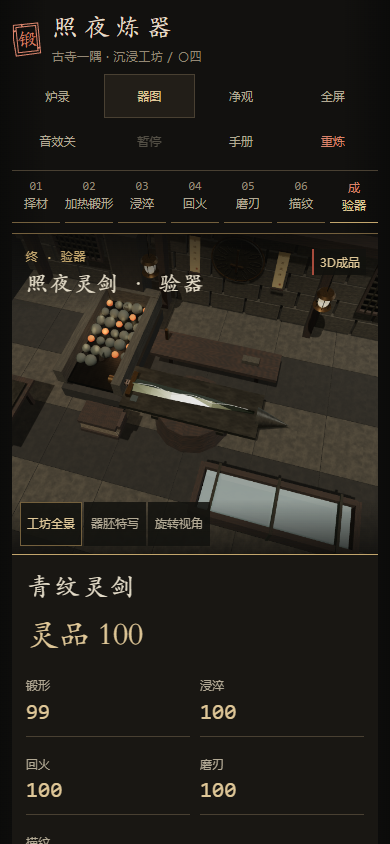 锻
照夜炼器
古寺一隅 · 沉浸工坊 / 〇四
炉录 器图 净观 全屏
音效关 暂停 手册 重炼
01 02 03 04 05 06 成
择材 加热锻形 浸淬 回火 磨刃 描纹 验器
终 · 验器
3D成品
照夜灵剑 · 验器
工坊全景 器胚特写 旋转视角
青纹灵剑
灵品 100
锻形 浸淬
99 100
回火 磨刃
100 100
描纹